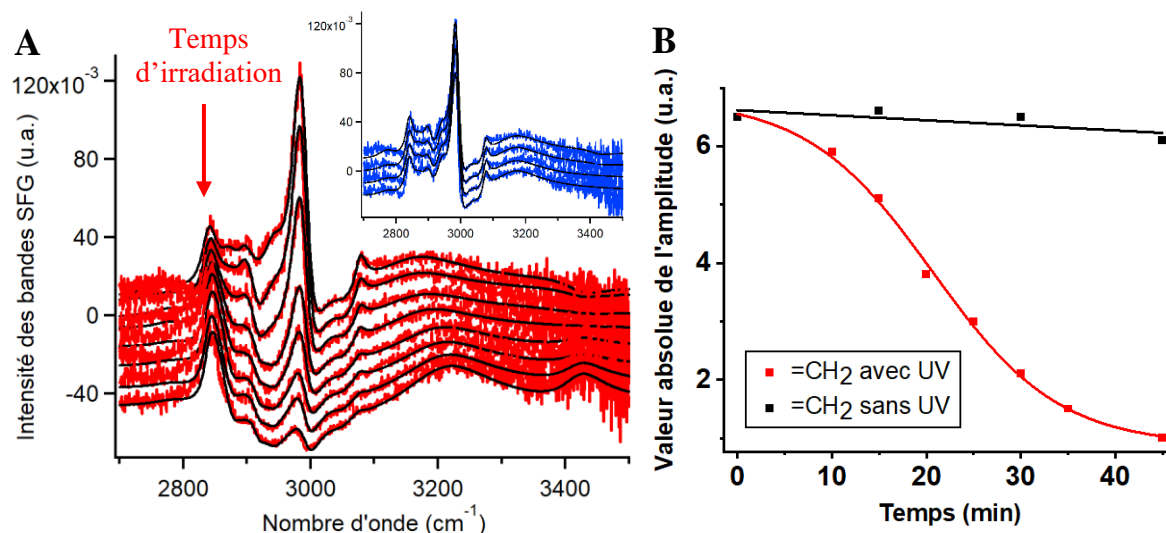 A
Temps
d'irradiation
Intensité des bandes SFG (u.a.)
120x10-3
80
40
0
-40
2800
3000
3200
3400
Nombre d'onde (cm-1)
120x10-3
80
40
0
2800
3000
3200
3400
B
Valeur absolue de l'amplitude (u.a.)
6
4
2
=CH2 avec UV
=CH2 sans UV
0
10
20
30
40
Temps (min)